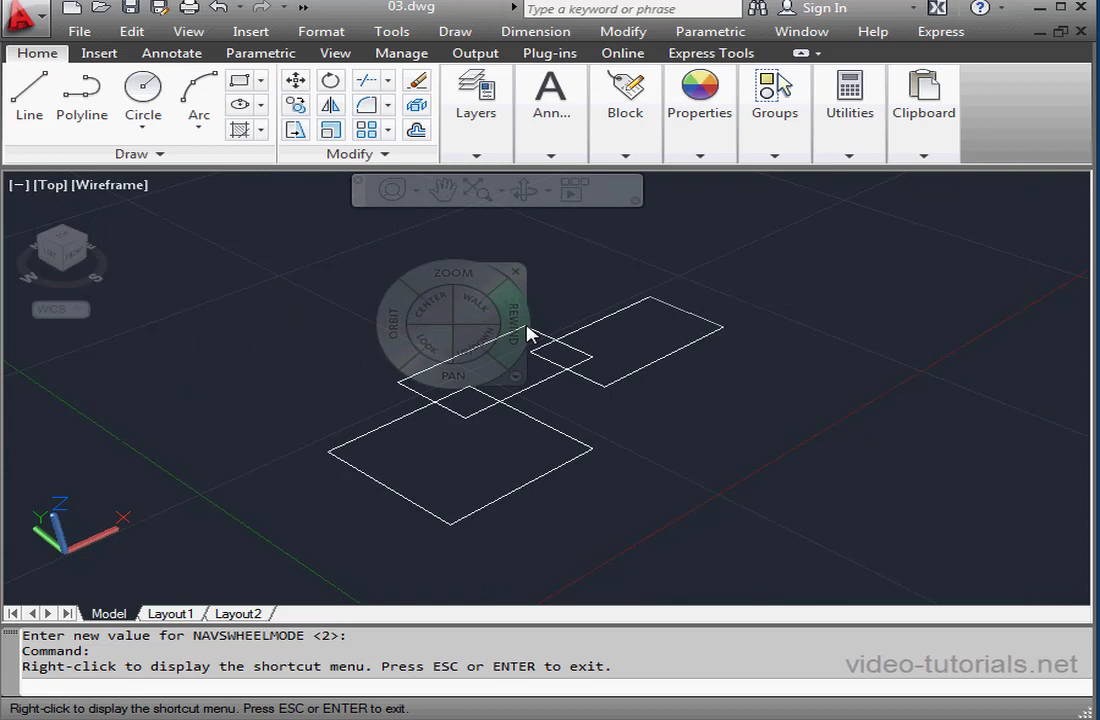 03.dwg Type a keyword or phrase Sign In
File Edit View Insert Format Tools Draw Dimension Modify Parametric Window Help Express
Home Insert Annotate Parametric View Manage Output Plug-ins Online Express Tools
Line Polyline Circle Arc Layers Ann... Block Properties Groups Utilities Clipboard
Draw Modify
[−] [Top] [Wireframe]
W S
WCS
ZOOM
CENTER WALK
ORBIT REWIND
LOOK
PAN
Y Z X
Model Layout1 Layout2
Enter new value for NAVSWHEELMODE <2>:
Command:
Right-click to display the shortcut menu. Press ESC or ENTER to exit.
video-tutorials.net
Right-click to display the shortcut menu. Press ESC or ENTER to exit.